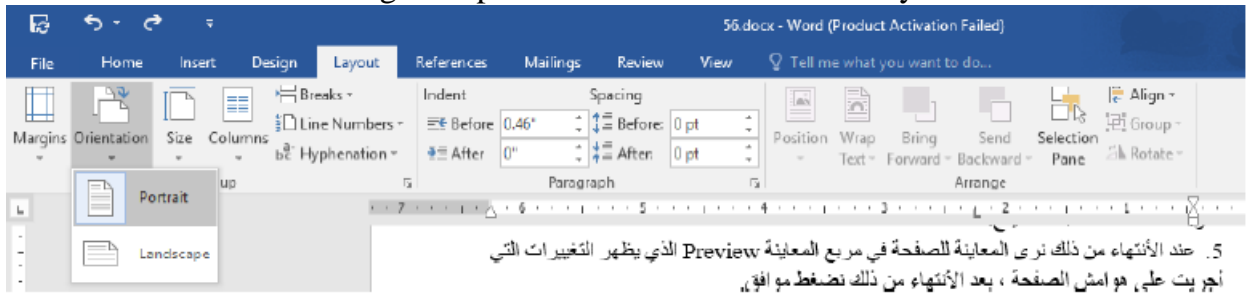 56.docx - Word (Product Activation Failed)
File Home Insert Design Layout References Mailings Review View Tell me what you want to do...
Breaks Indent Spacing Align
Line Numbers Before 0.46" Before: 0 pt Group
Margins Orientation Size Columns Position Wrap Bring Send Selection
Hyphenation After 0" After: 0 pt Text Forward Backward Pane Rotate
up Paragraph Arrange
Portrait
7 6 5 4 3 2 1
Landscape
5. عند الأنتهاء من ذلك نرى المعاينة للصفحة في مربع المعاينة Preview الذي يظهر التغييرات التي
أجريت على هوامش الصفحة ، بعد الأنتهاء من ذلك نضغط موافق.